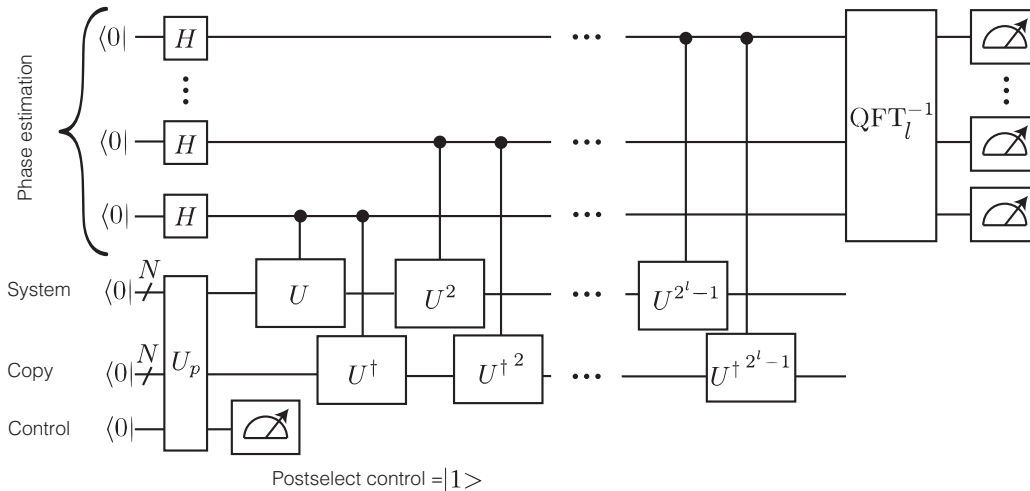 Phase estimation
⟨0| H ... QFT_l^{-1}
⋮ ⋮
⟨0| H ...
⟨0| H ...
System ⟨0| N U U^2 ... U^{2^l-1}
Copy ⟨0| N U_p U^† U^{†2} ... U^{†2^l-1}
Control ⟨0|
Postselect control =|1>